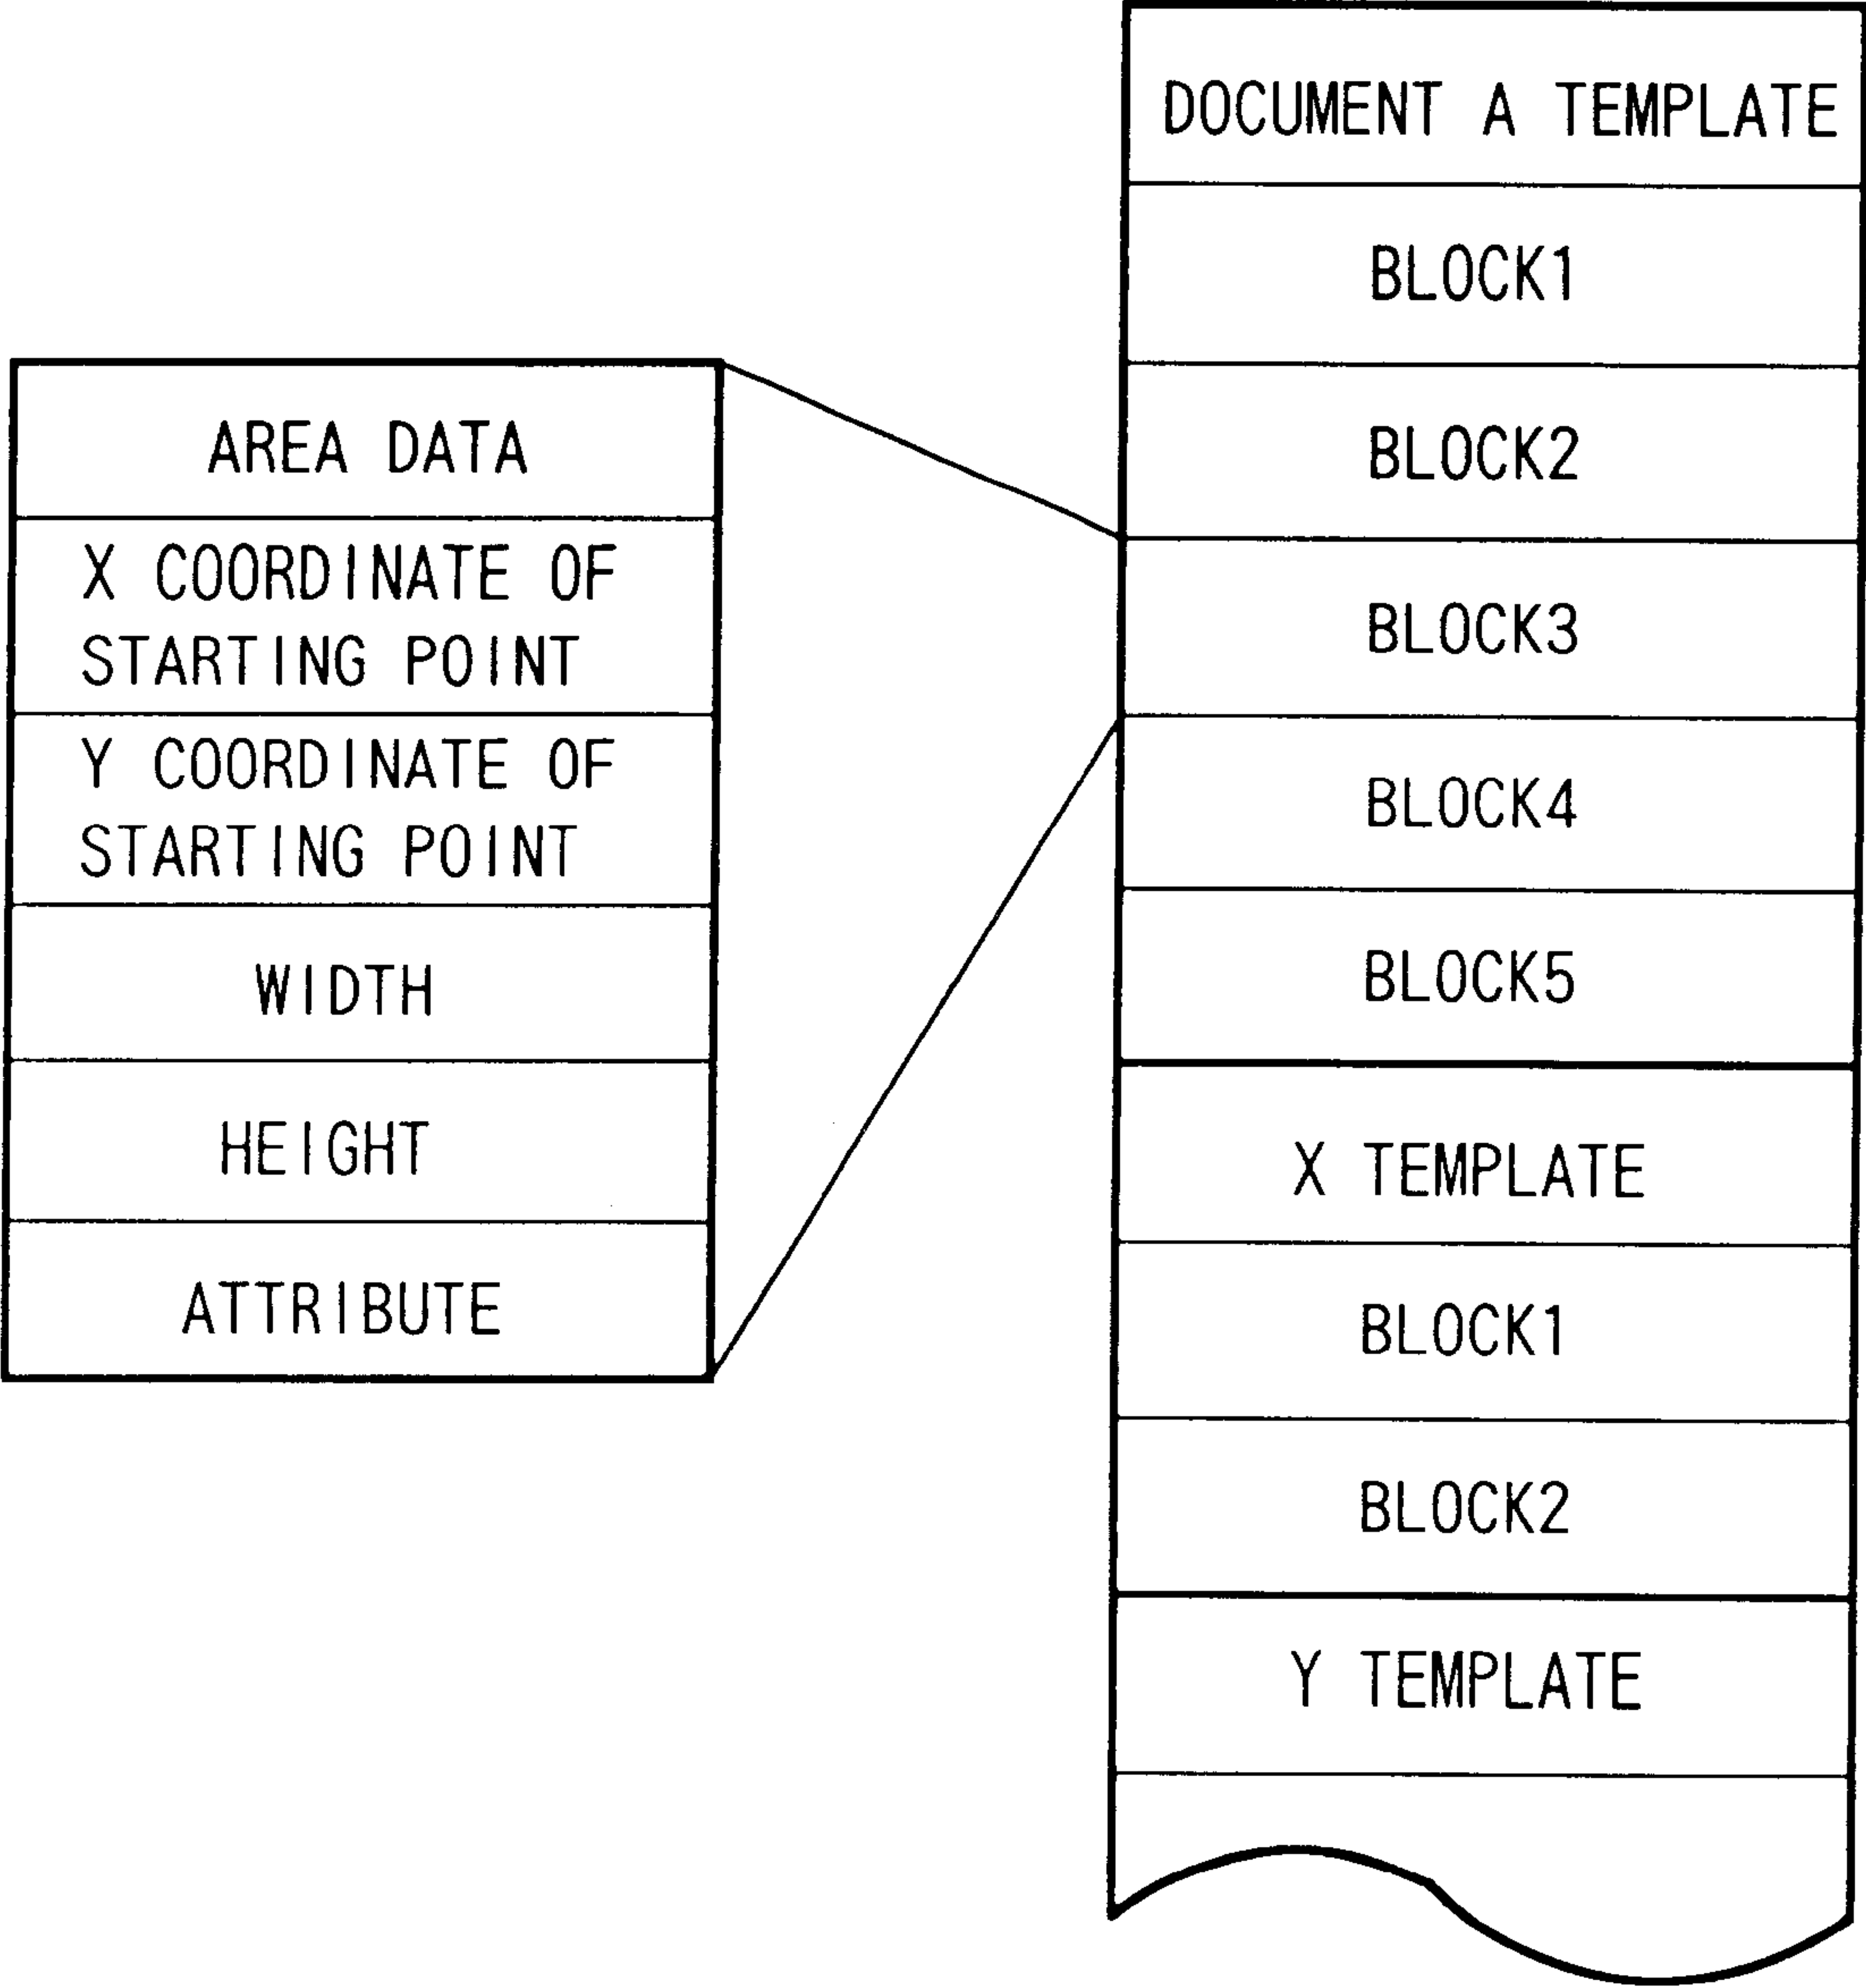 DOCUMENT A TEMPLATE
BLOCK1
BLOCK2
BLOCK3
BLOCK4
BLOCK5
X TEMPLATE
BLOCK1
BLOCK2
Y TEMPLATE
AREA DATA
X COORDINATE OF
STARTING POINT
Y COORDINATE OF
STARTING POINT
WIDTH
HEIGHT
ATTRIBUTE